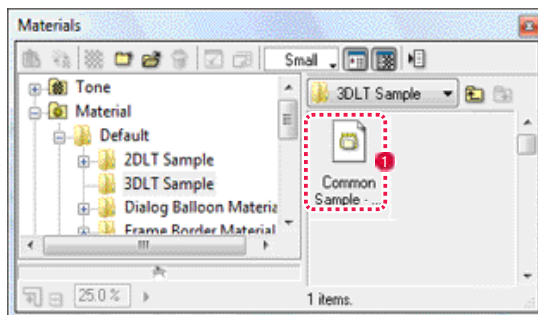 Materials
Small
Tone
Material
Default
2DLT Sample
3DLT Sample
Dialog Balloon Materia
Frame Border Material
3DLT Sample
1
Common
Sample - ...
25.0 %
1 items.